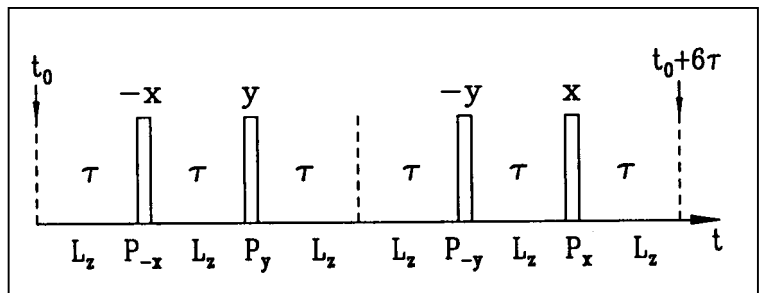 t₀ t₀+6τ
−x y −y x
τ τ τ τ τ τ
L_z P_{−x} L_z P_y L_z L_z P_{−y} L_z P_x L_z t